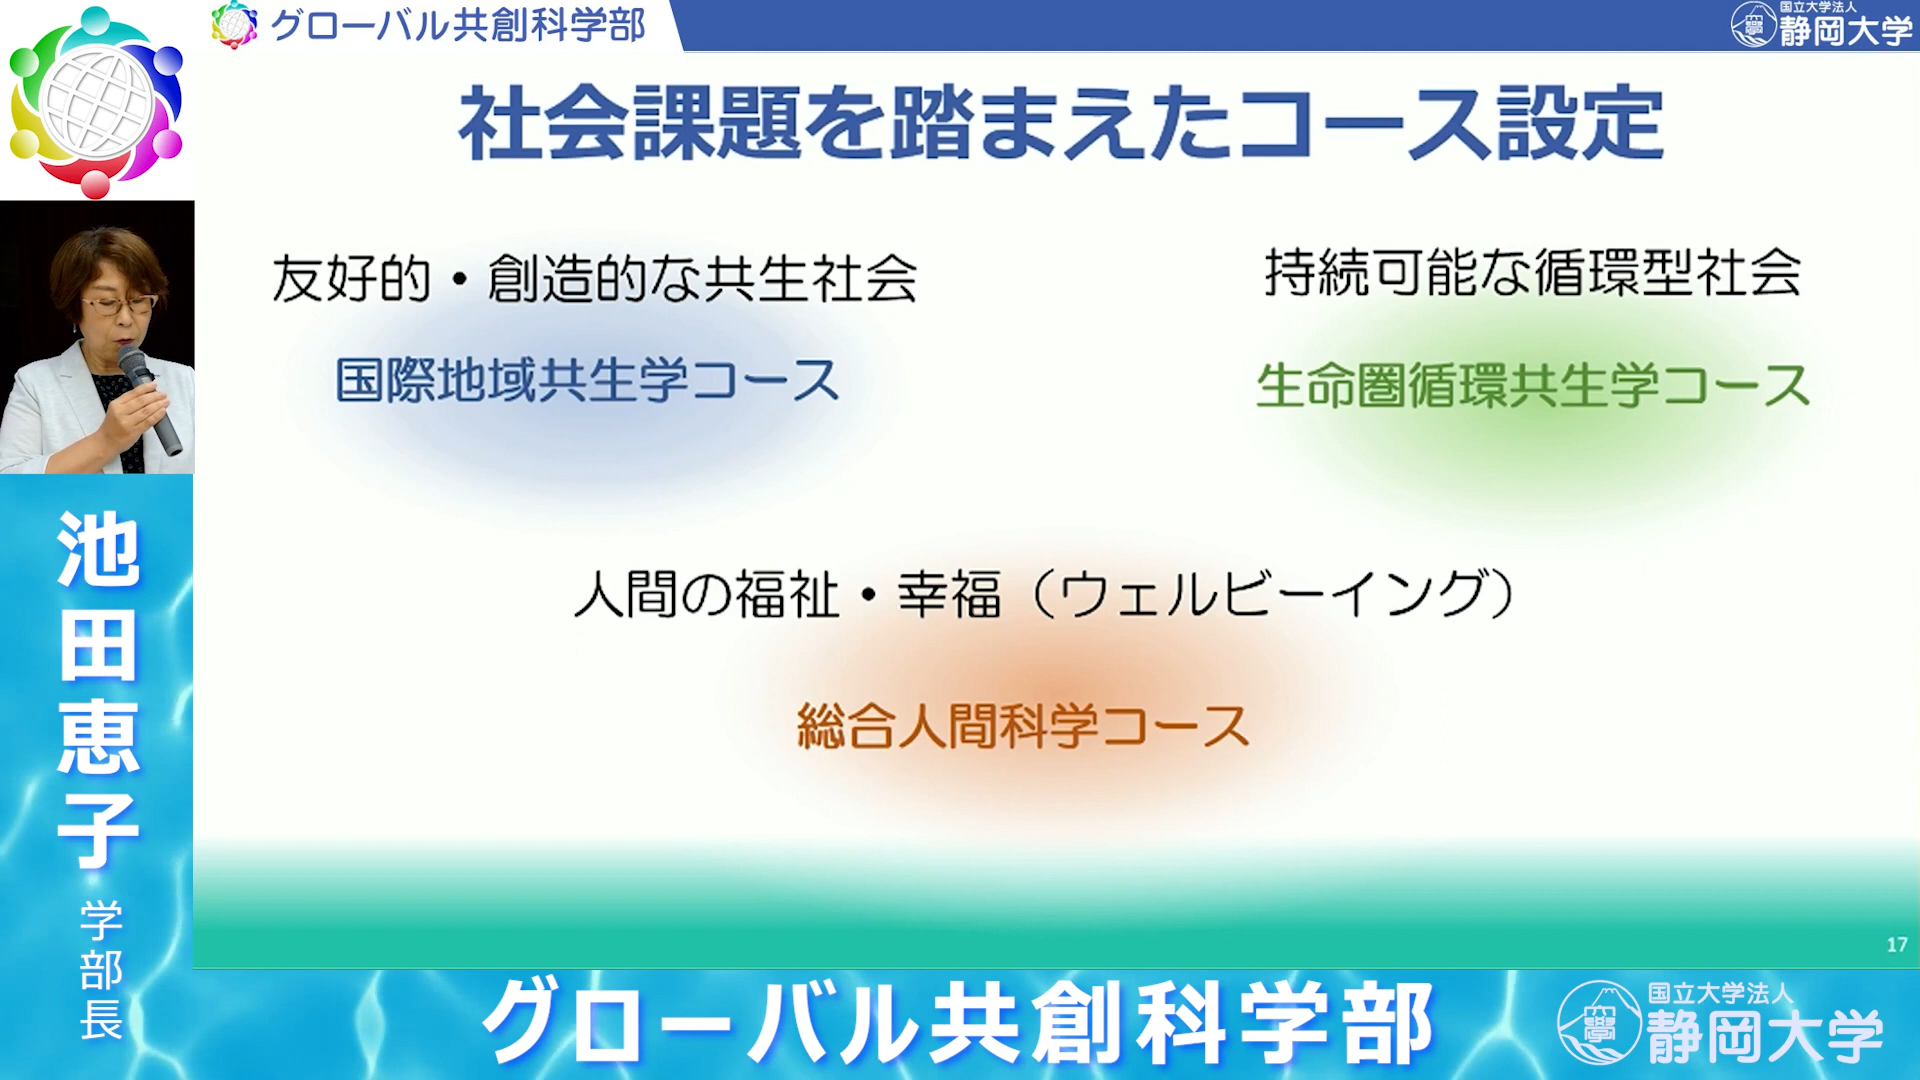 グローバル共創科学部
国立大学法人
静岡大学
社会課題を踏まえたコース設定
友好的・創造的な共生社会
国際地域共生学コース
持続可能な循環型社会
生命圏循環共生学コース
人間の福祉・幸福（ウェルビーイング）
総合人間科学コース
17
池田恵子
学部長
グローバル共創科学部
国立大学法人
静岡大学